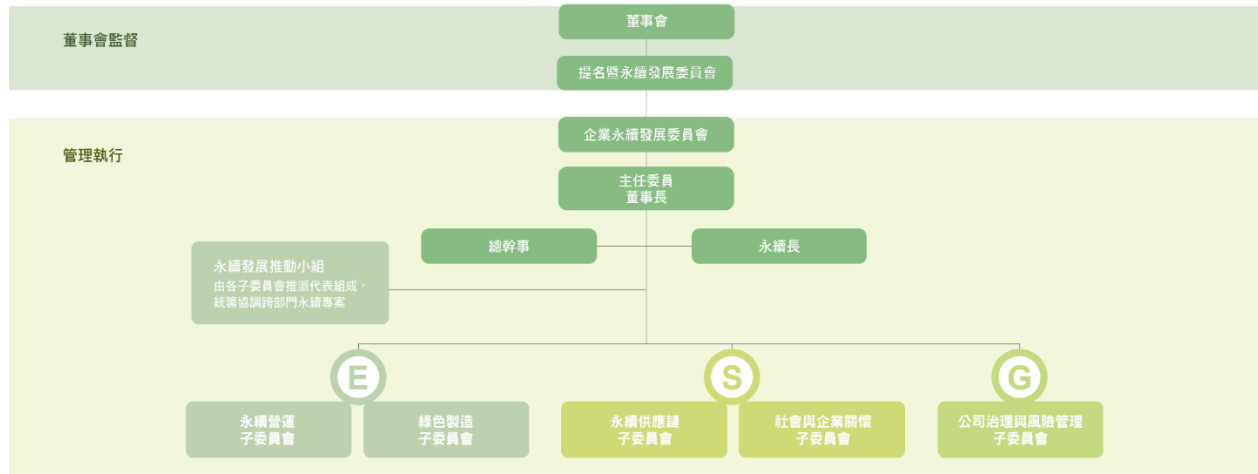 董事會監督
董事會
提名暨永續發展委員會
管理執行
企業永續發展委員會
主任委員
董事長
總幹事
永續長
永續發展推動小組
由各子委員會推派代表組成，
統籌協調跨部門永續專案
E
S
G
永續營運
子委員會
綠色製造
子委員會
永續供應鏈
子委員會
社會與企業關懷
子委員會
公司治理與風險管理
子委員會